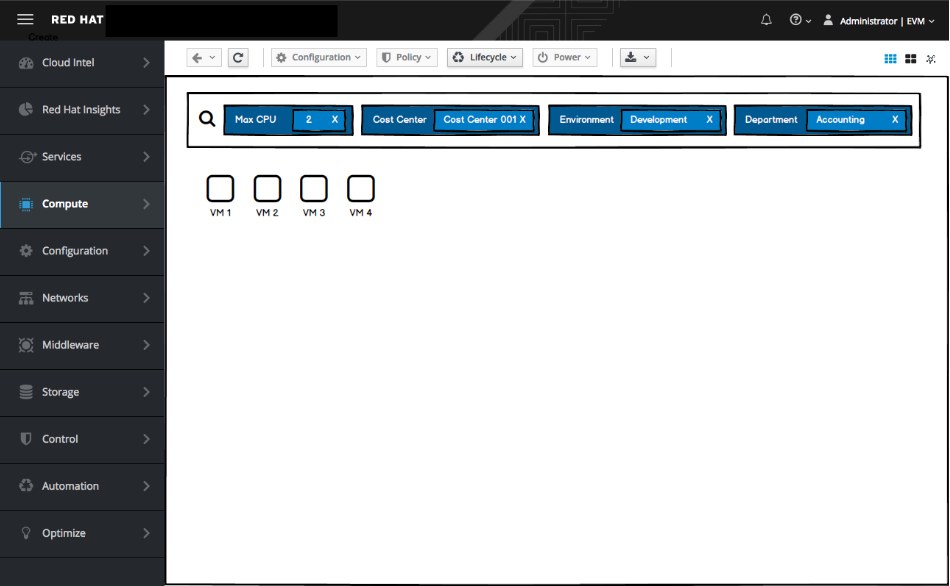 RED HAT
Administrator | EVM
Create
Cloud Intel
Red Hat Insights
Services
Compute
Configuration
Networks
Middleware
Storage
Control
Automation
Optimize
Configuration
Policy
Lifecycle
Power
Max CPU 2 X
Cost Center Cost Center 001 X
Environment Development X
Department Accounting X
VM 1 VM 2 VM 3 VM 4